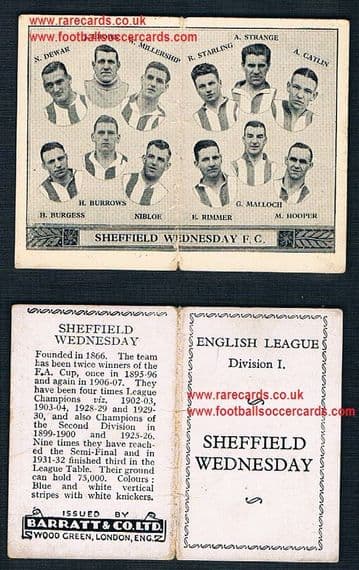 www.rarecards.co.uk
www.footballsoccercards.com
N. DEWAR
W. MILLERSHIP
R. STARLING
A. STRANGE
A. CATLIN
H. BURGESS
H. BURROWS
NIBLOE
E. RIMMER
G. MALLOCH
M. HOOPER
SHEFFIELD WEDNESDAY F.C.
SHEFFIELD
WEDNESDAY
Founded in 1866. The team
has been twice winners of the
F.A. Cup, once in 1895-96
and again in 1906-07. They
have been four times League
Champions viz. 1902-03,
1903-04, 1928-29 and 1929-
30, and also Champions of
the Second Division in
1899-1900 and 1925-26.
Nine times they have reach-
ed the Semi-Final and in
1931-32 finished third in the
League Table. Their ground
can hold 75,000. Colours:
Blue and white vertical
stripes with white knickers.
ISSUED BY
BARRATT & CO. LTD.
WOOD GREEN, LONDON, ENG.
ENGLISH LEAGUE
Division I.
www.rarecards.co.uk
www.footballsoccercards.com
SHEFFIELD
WEDNESDAY